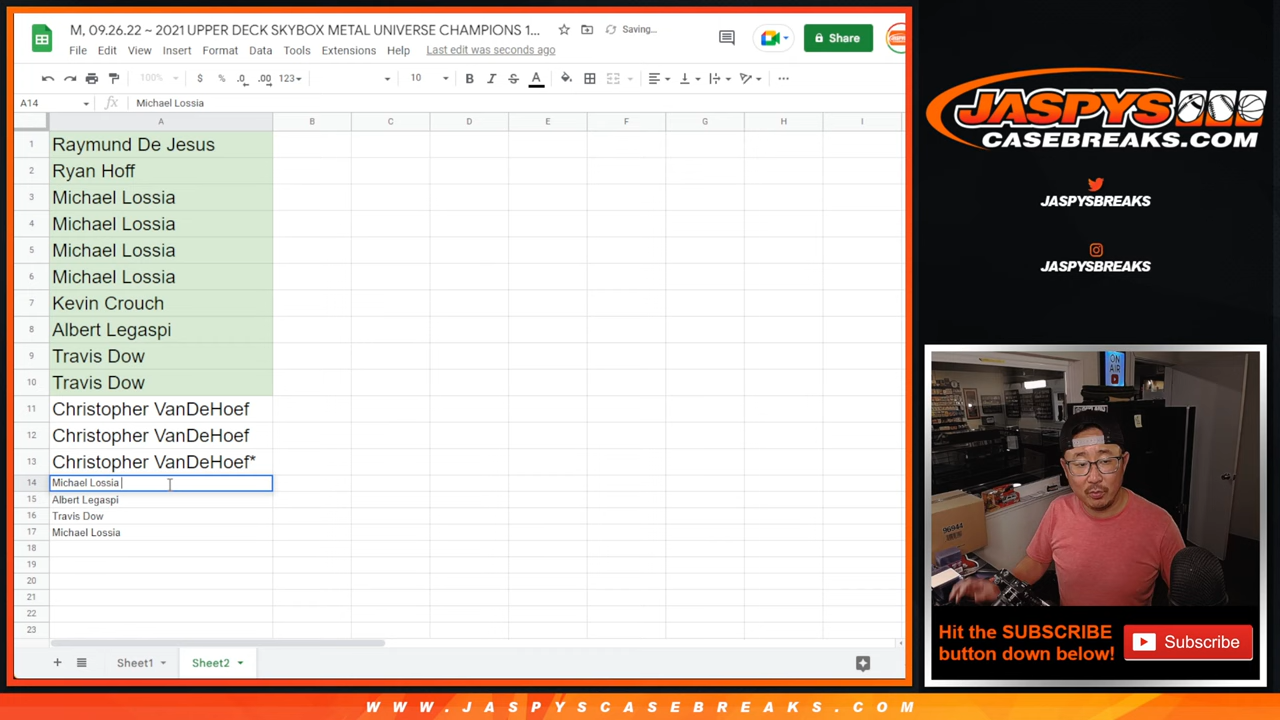 M, 09.26.22 ~ 2021 UPPER DECK SKYBOX METAL UNIVERSE CHAMPIONS 1...
Saving...
File Edit View Insert Format Data Tools Extensions Help Last edit was seconds ago
Share
100% $ % .0 .00 123 10 B I S A
A14 fx Michael Lossia
A B C D E F G H I
1 Raymund De Jesus
2 Ryan Hoff
3 Michael Lossia
4 Michael Lossia
5 Michael Lossia
6 Michael Lossia
7 Kevin Crouch
8 Albert Legaspi
9 Travis Dow
10 Travis Dow
11 Christopher VanDeHoef
12 Christopher VanDeHoef
13 Christopher VanDeHoef*
14 Michael Lossia
15 Albert Legaspi
16 Travis Dow
17 Michael Lossia
18
19
20
21
22
23
+ Sheet1 Sheet2
JASPYS
CASEBREAKS.COM
JASPYSBREAKS
JASPYSBREAKS
ON
AIR
96944
Hit the SUBSCRIBE
button down below!
Subscribe
WWW.JASPYSCASEBREAKS.COM